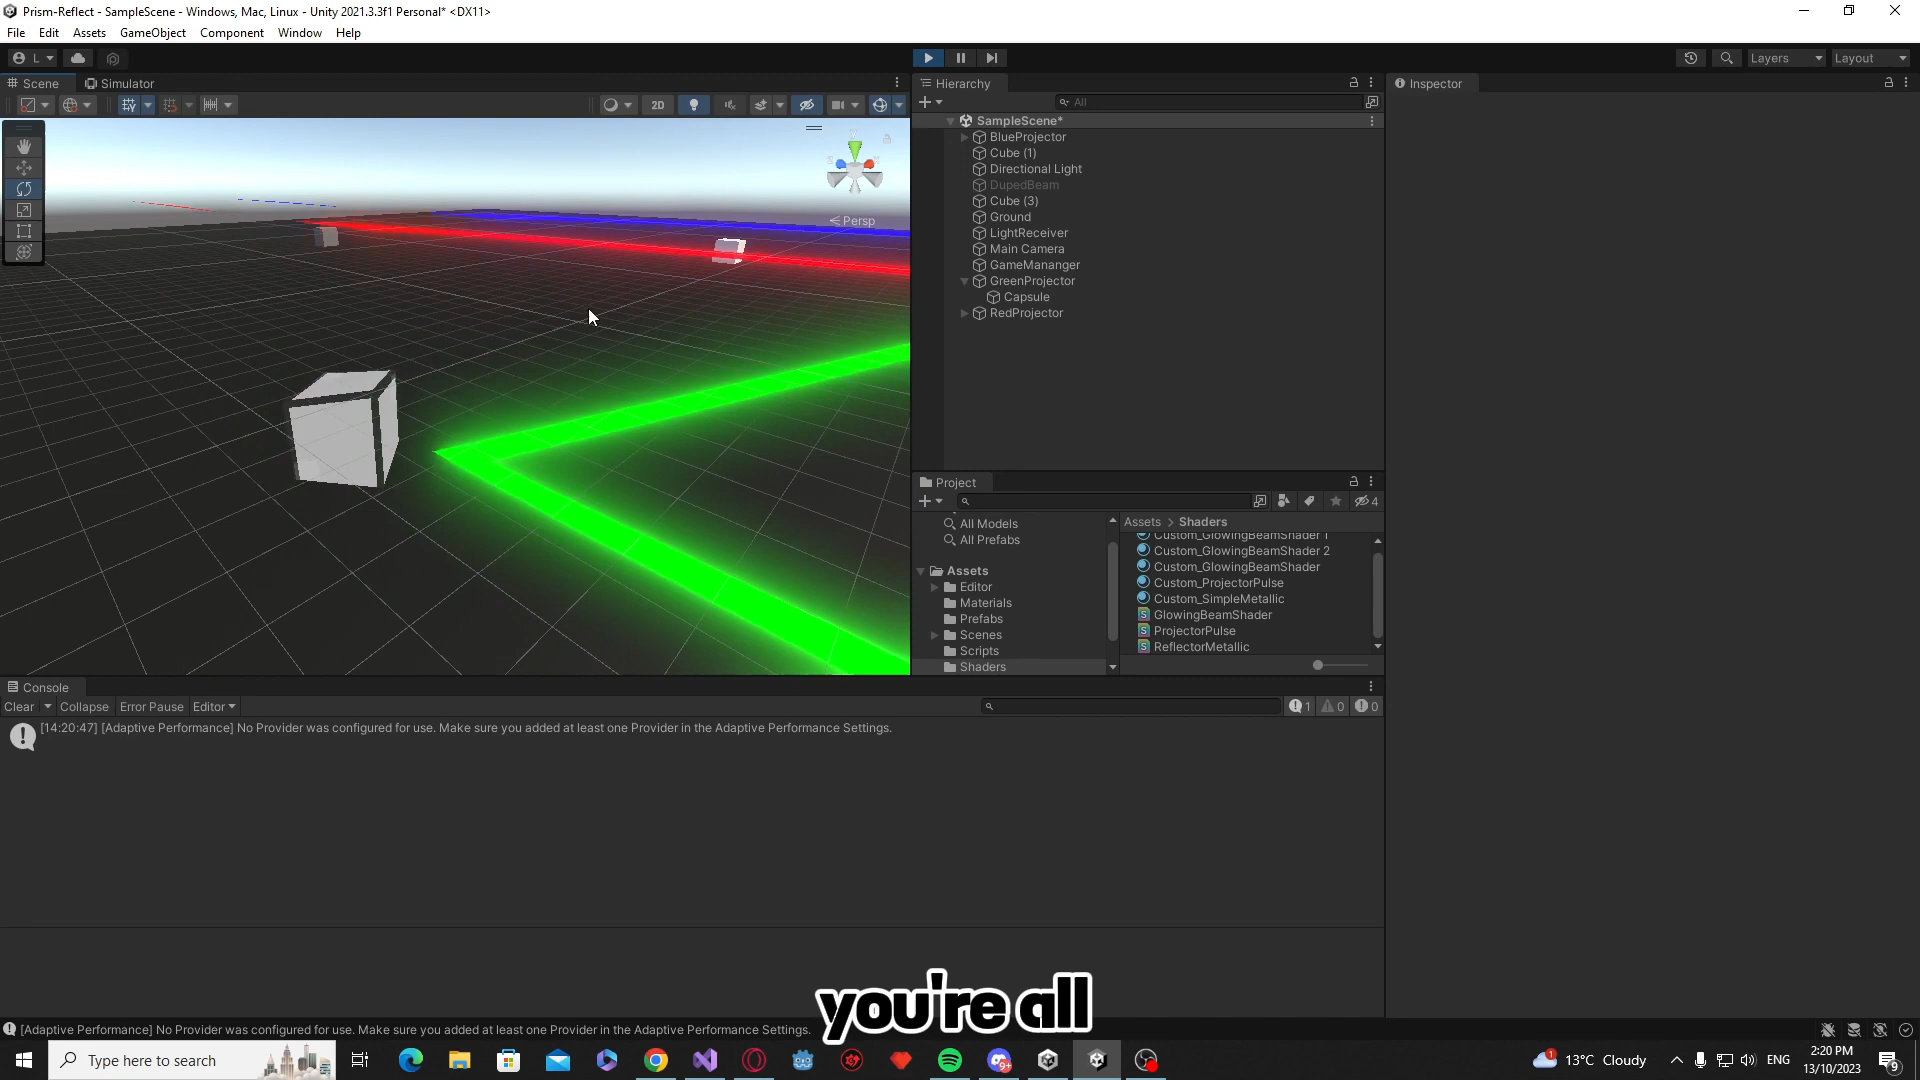 Prism-Reflect - SampleScene - Windows, Mac, Linux - Unity 2021.3.3f1 Personal* <DX11>
File Edit Assets GameObject Component Window Help
L
Layers
Layout
Scene
Simulator
2D
Persp
Hierarchy
All
SampleScene*
BlueProjector
Cube (1)
Directional Light
DupedBeam
Cube (3)
Ground
LightReceiver
Main Camera
GameMananger
GreenProjector
Capsule
RedProjector
Inspector
Project
4
All Models
All Prefabs
Assets
Editor
Materials
Prefabs
Scenes
Scripts
Shaders
Assets > Shaders
Custom_GlowingBeamShader 1
Custom_GlowingBeamShader 2
Custom_GlowingBeamShader
Custom_ProjectorPulse
Custom_SimpleMetallic
GlowingBeamShader
ProjectorPulse
ReflectorMetallic
Console
Clear Collapse Error Pause Editor
1 0 0
[14:20:47] [Adaptive Performance] No Provider was configured for use. Make sure you added at least one Provider in the Adaptive Performance Settings.
you're all
[Adaptive Performance] No Provider was configured for use. Make sure you added at least one Provider in the Adaptive Performance Settings.
Type here to search
9+
1
13°C Cloudy
ENG
2:20 PM
13/10/2023
9